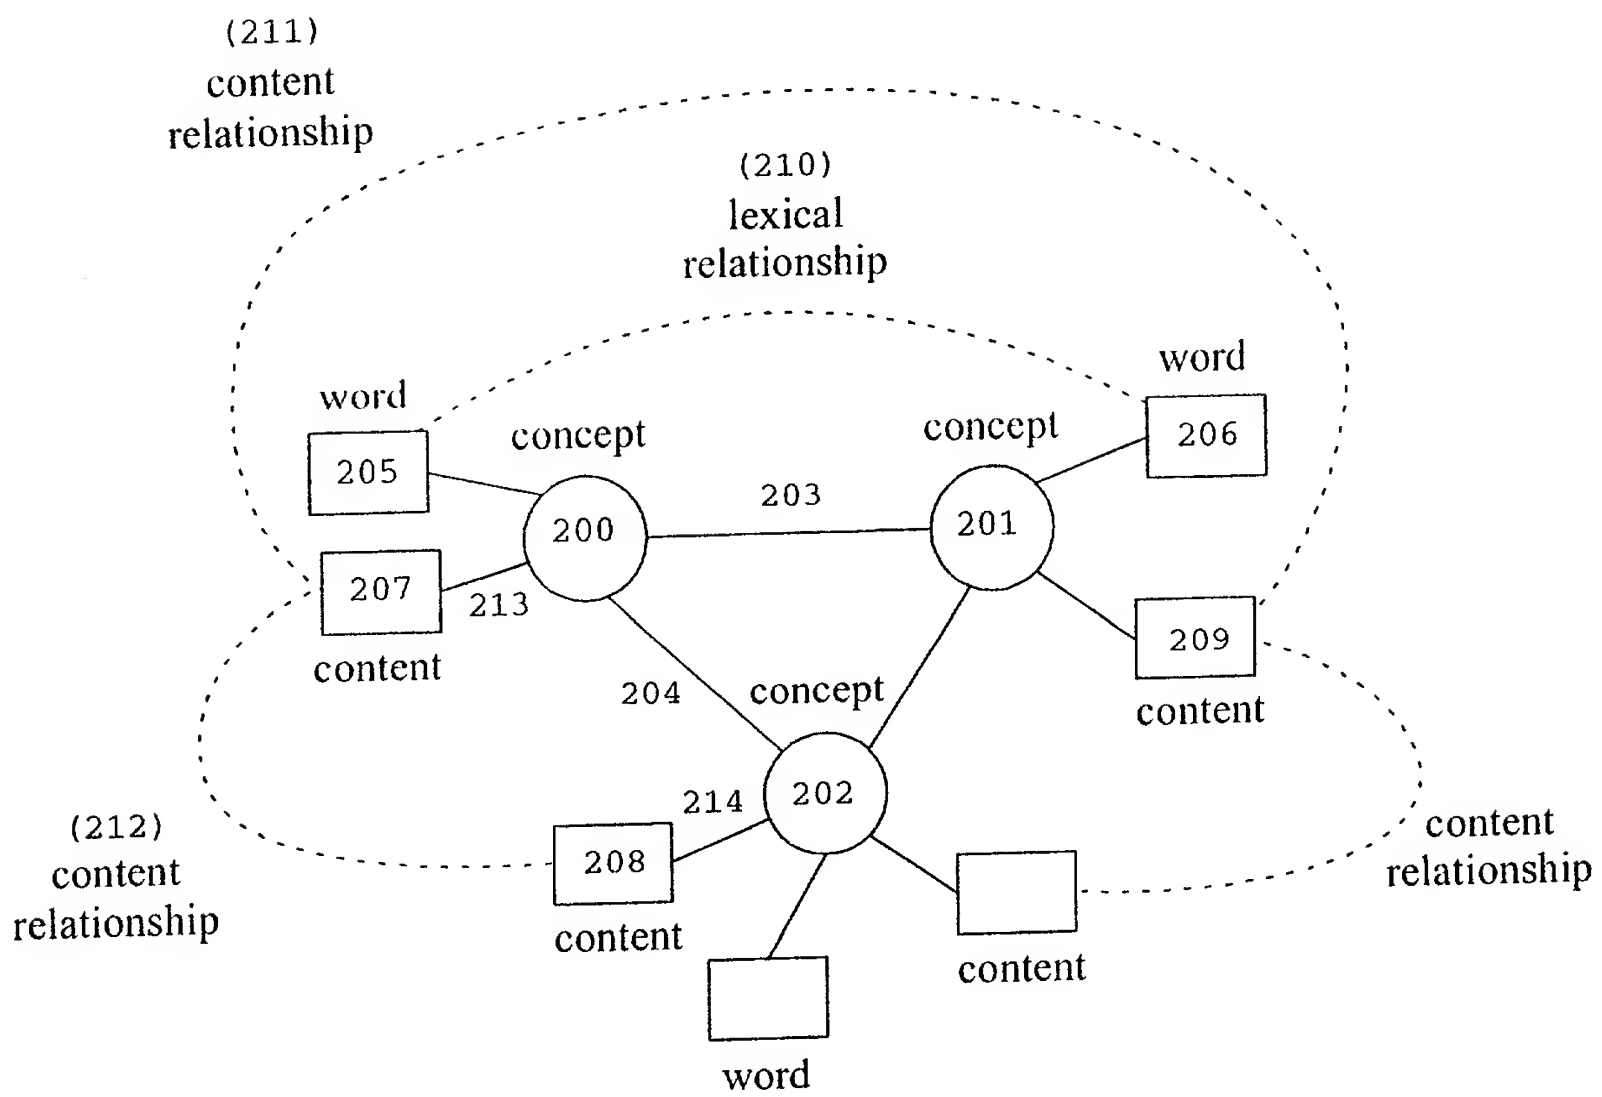 (211)
content
relationship
(210)
lexical
relationship
word
word
concept
concept
205
206
203
200
201
207
213
209
content
204
concept
content
202
214
(212)
content
relationship
208
content
relationship
content
content
word